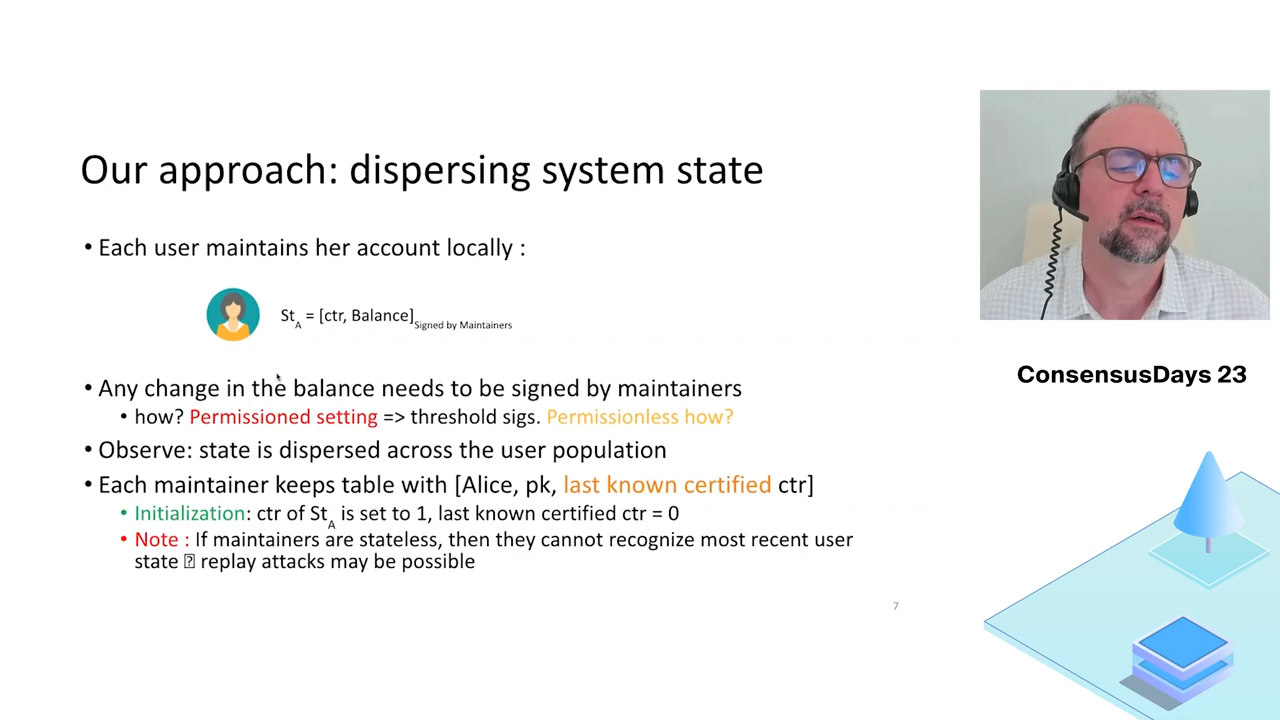 Our approach: dispersing system state
• Each user maintains her account locally :
St_A = [ctr, Balance]_Signed by Maintainers
• Any change in the balance needs to be signed by maintainers
• how? Permissioned setting => threshold sigs. Permissionless how?
• Observe: state is dispersed across the user population
• Each maintainer keeps table with [Alice, pk, last known certified ctr]
• Initialization: ctr of St_A is set to 1, last known certified ctr = 0
• Note : If maintainers are stateless, then they cannot recognize most recent user
state � replay attacks may be possible
7
ConsensusDays 23